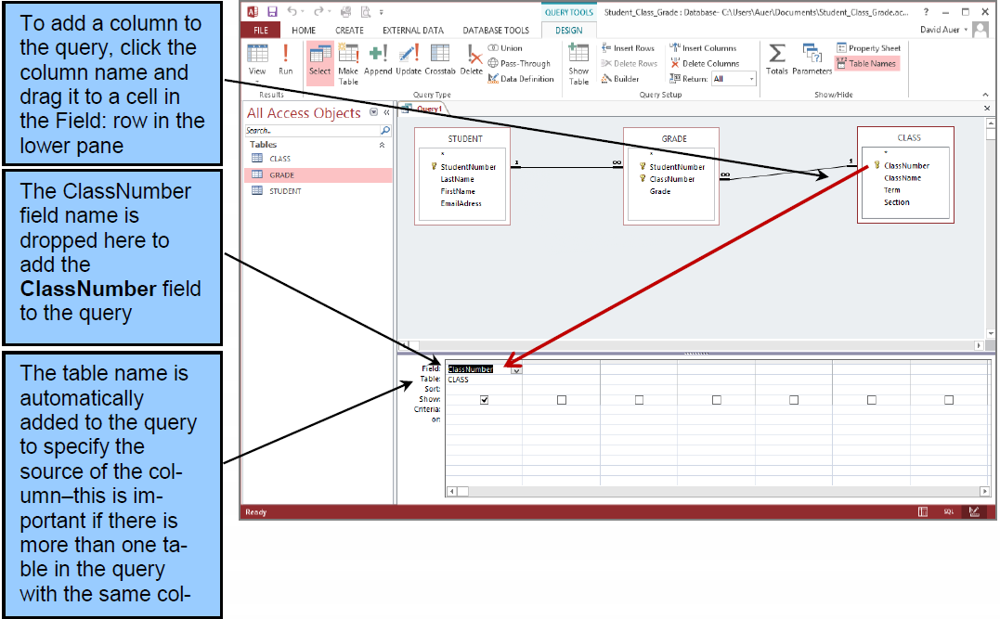 To add a column to
the query, click the
column name and
drag it to a cell in
the Field: row in the
lower pane
The ClassNumber
field name is
dropped here to
add the
ClassNumber field
to the query
The table name is
automatically
added to the query
to specify the
source of the col-
umn–this is im-
portant if there is
more than one ta-
ble in the query
with the same col-
QUERY TOOLS Student_Class_Grade : Database- C:\Users\Auer\Documents\Student_Class_Grade.ac... ?
FILE HOME CREATE EXTERNAL DATA DATABASE TOOLS DESIGN David Auer
View Run Select Make Table Append Update Crosstab Delete
Union
Pass-Through
Data Definition
Show Table
Insert Rows
Delete Rows
Builder
Insert Columns
Delete Columns
Return: All
Totals Parameters
Property Sheet
Table Names
Results Query Type Query Setup Show/Hide
All Access Objects
Search..
Tables
CLASS
GRADE
STUDENT
Query1
STUDENT
*
StudentNumber
LastName
FirstName
EmailAdress
1 ∞
GRADE
StudentNumber
ClassNumber
Grade
∞ 1
CLASS
*
ClassNumber
ClassName
Term
Section
Field: ClassNumber
Table: CLASS
Sort:
Show:
Criteria:
or:
Ready SQL